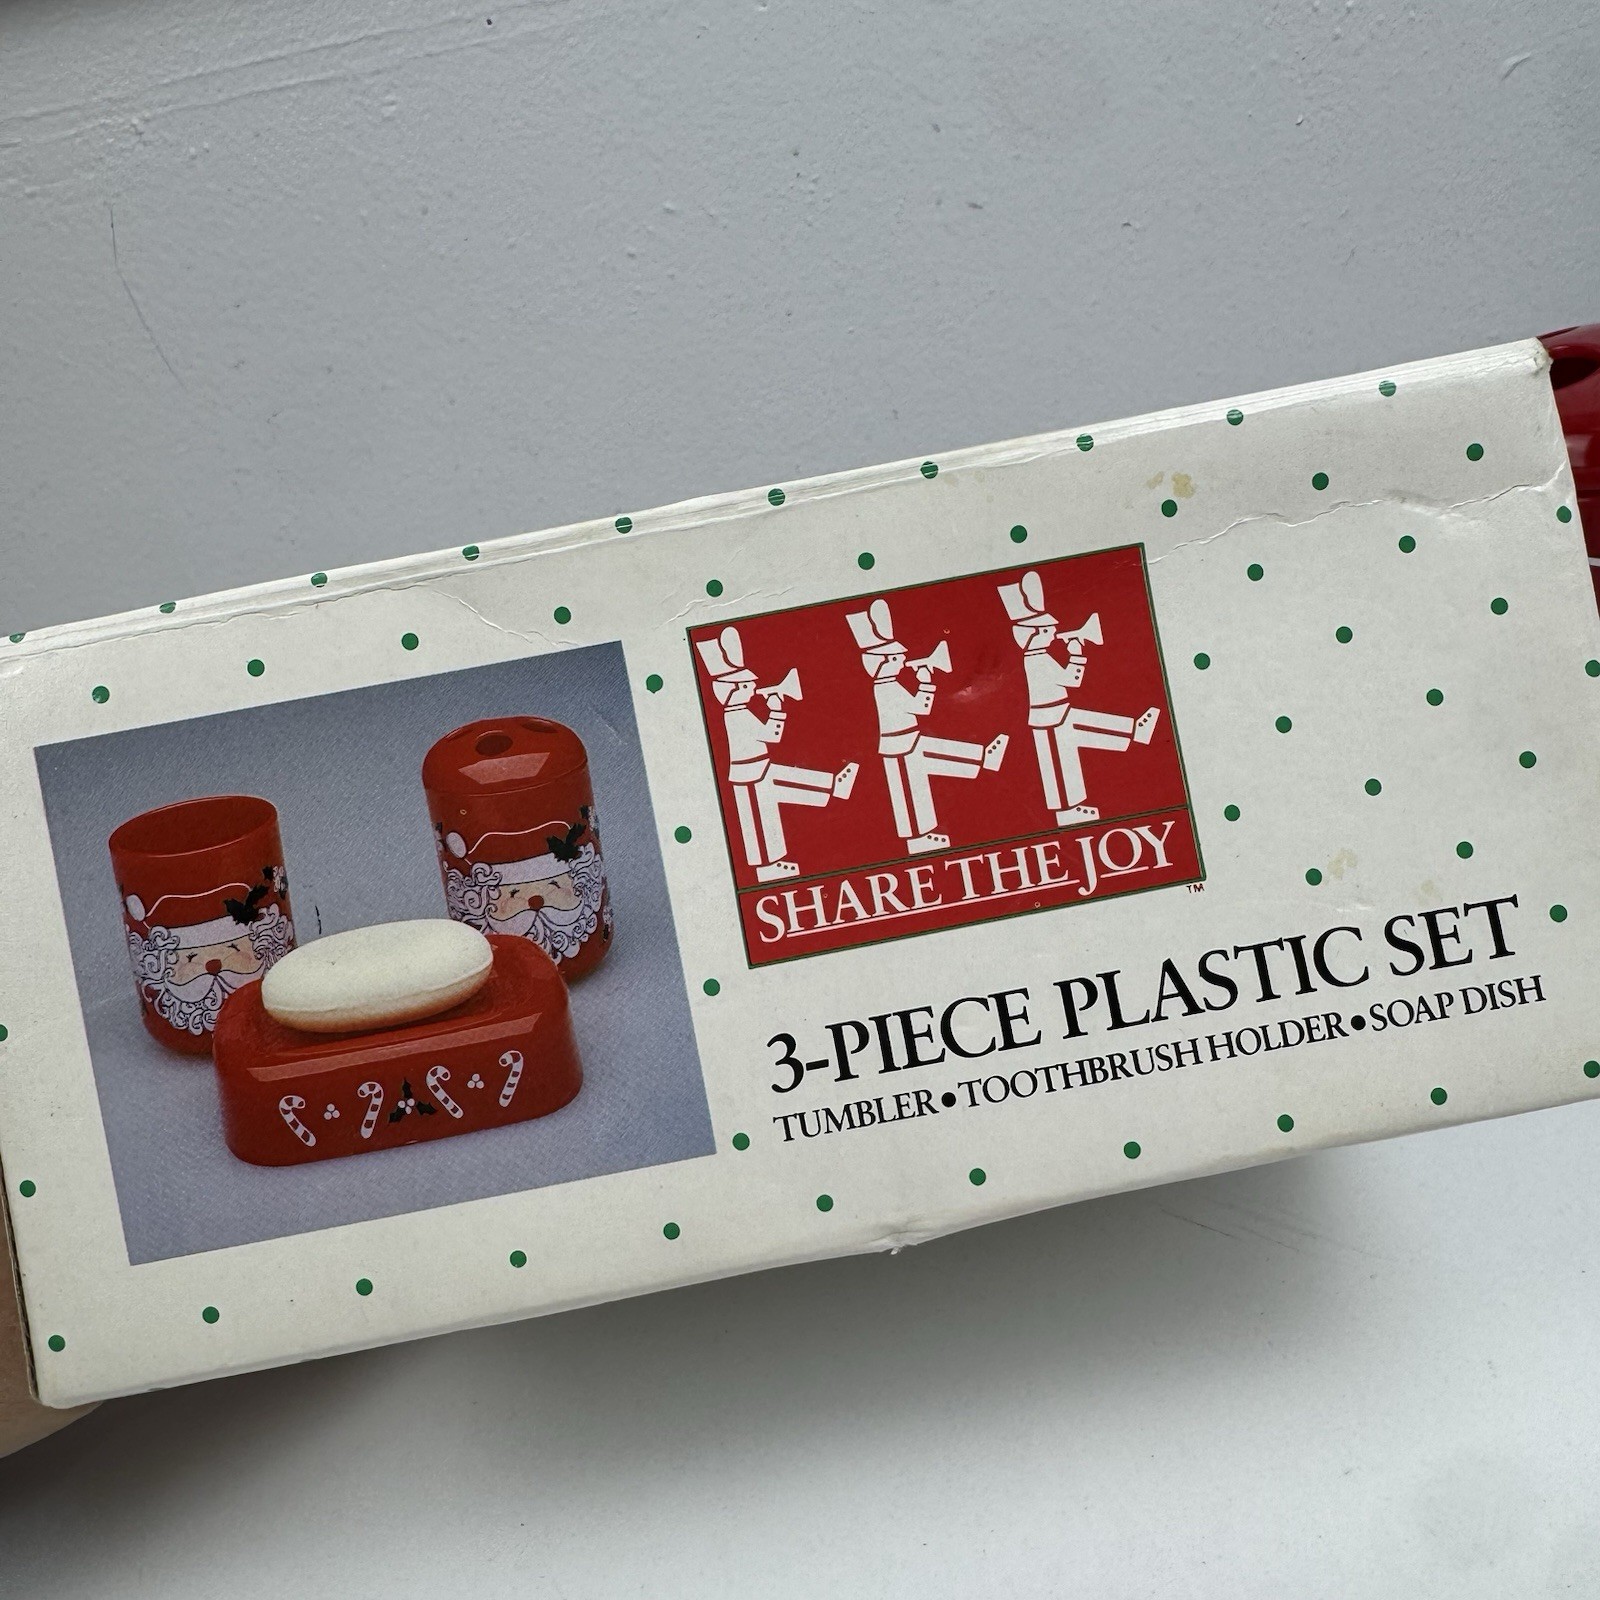 SHARE THE JOY
TM
3-PIECE PLASTIC SET
TUMBLER•TOOTHBRUSH HOLDER•SOAP DISH